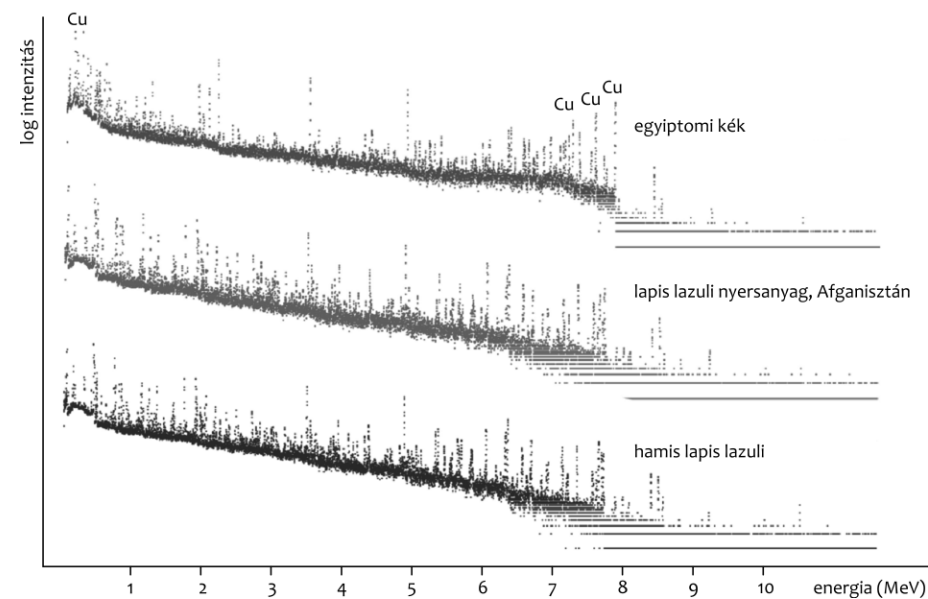 Cu
log intenzitás
Cu
Cu
Cu
egyiptomi kék
lapis lazuli nyersanyag, Afganisztán
hamis lapis lazuli
1 2 3 4 5 6 7 8 9 10 energia (MeV)